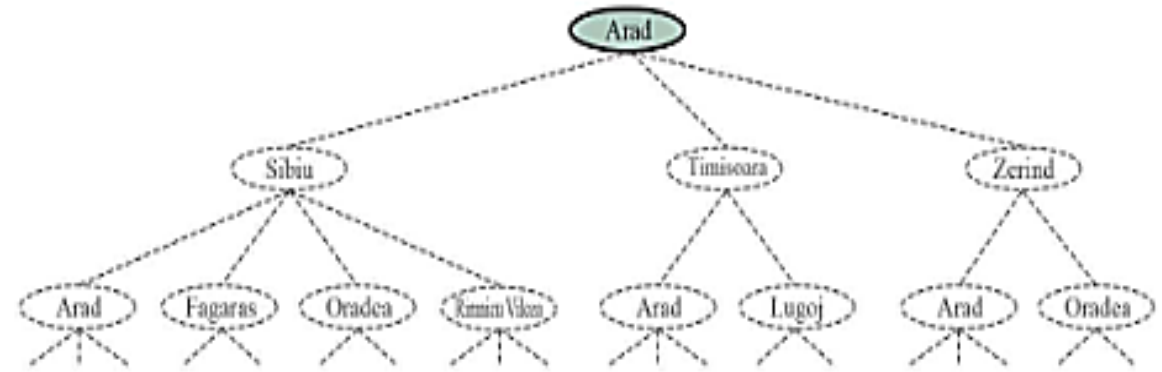 Arad
Sibiu Timisoara Zerind
Arad Fagaras Oradea Rimnicu Vilcea Arad Lugoj Arad Oradea